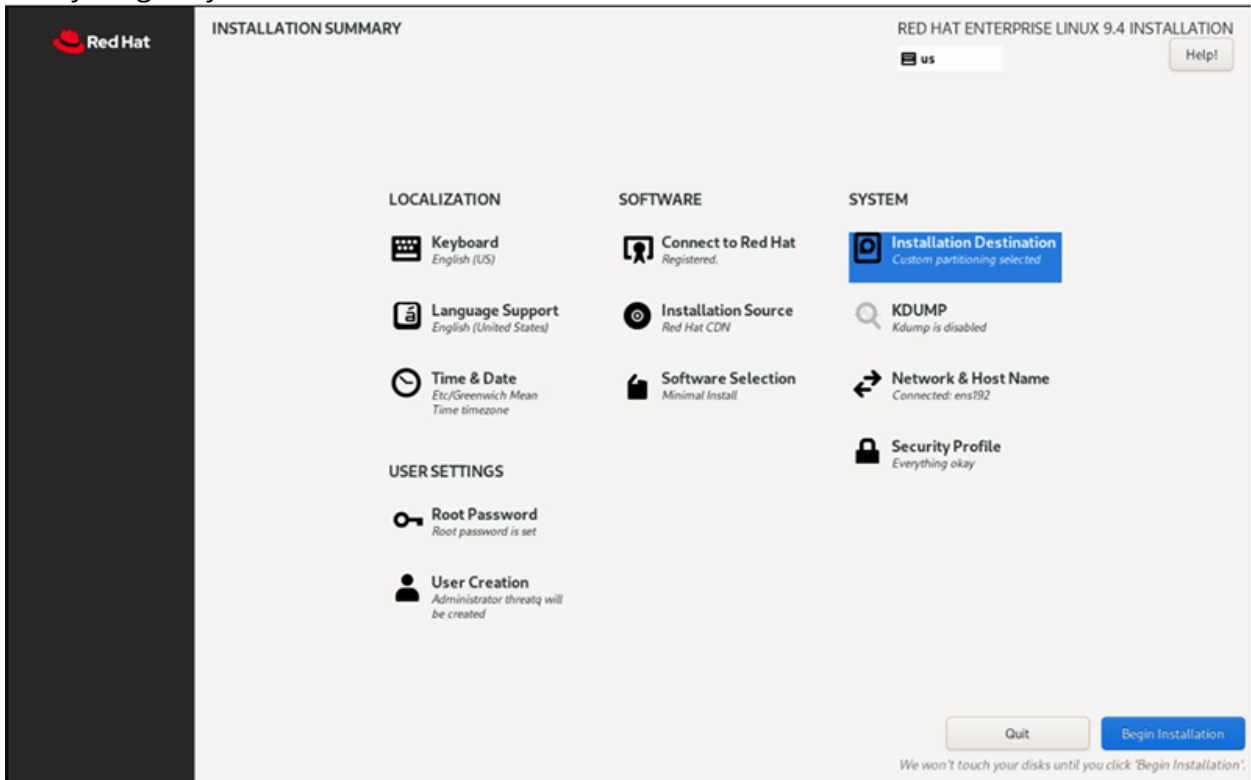 Red Hat
INSTALLATION SUMMARY
RED HAT ENTERPRISE LINUX 9.4 INSTALLATION
us
Help!
LOCALIZATION
Keyboard
English (US)
Language Support
English (United States)
Time & Date
Etc/Greenwich Mean
Time timezone
USER SETTINGS
Root Password
Root password is set
User Creation
Administrator threatq will
be created
SOFTWARE
Connect to Red Hat
Registered.
Installation Source
Red Hat CDN
Software Selection
Minimal Install
SYSTEM
Installation Destination
Custom partitioning selected
KDUMP
Kdump is disabled
Network & Host Name
Connected: ens192
Security Profile
Everything okay
Quit
Begin Installation
We won't touch your disks until you click 'Begin Installation'.